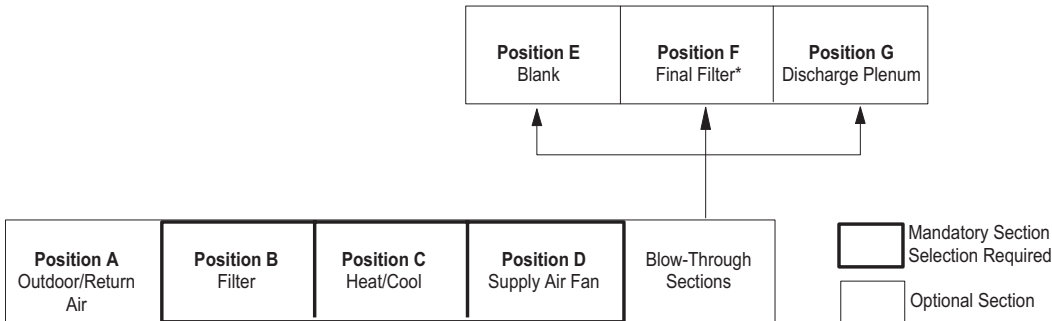 Position E
Blank
Position F
Final Filter*
Position G
Discharge Plenum
Position A
Outdoor/Return
Air
Position B
Filter
Position C
Heat/Cool
Position D
Supply Air Fan
Blow-Through
Sections
Mandatory Section
Selection Required
Optional Section